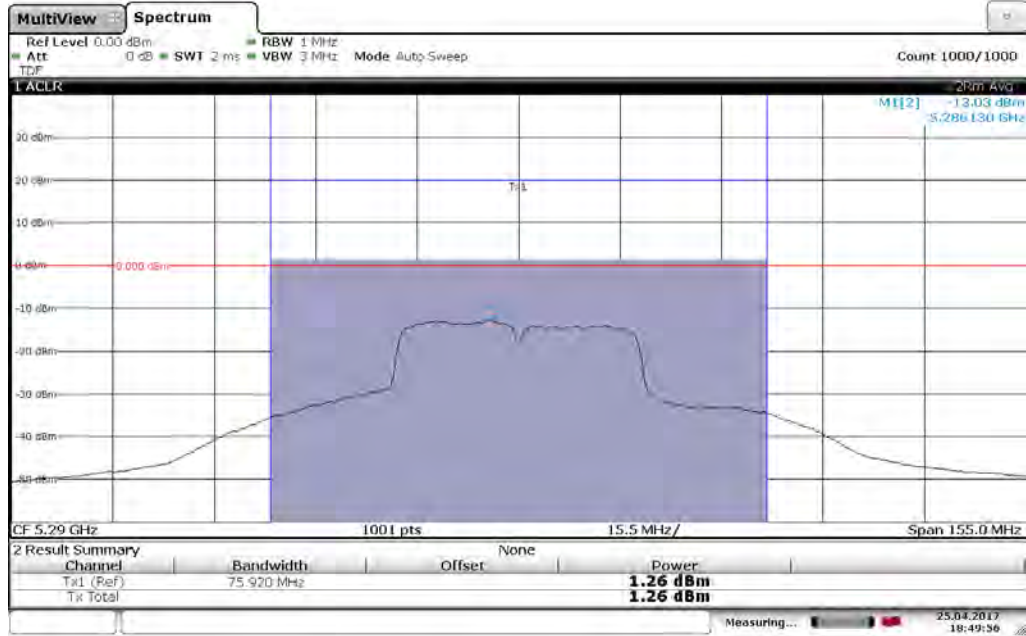 MultiView Spectrum
Ref Level 0.00 dBm RBW 1 MHz
Att 0 dB SWT 2 ms VBW 3 MHz Mode Auto Sweep Count 1000/1000
TDF
1 ACLR 2Rm Avg
M1[2] -13.03 dBm
5.286130 GHz
30 dBm
20 dBm
Tx1
10 dBm
0 dBm 0.000 dBm
-10 dBm
-20 dBm
-30 dBm
-40 dBm
-50 dBm
CF 5.29 GHz 1001 pts 15.5 MHz/ Span 155.0 MHz
2 Result Summary None
Channel Bandwidth Offset Power
Tx1 (Ref) 75.920 MHz 1.26 dBm
Tx Total 1.26 dBm
Measuring... 25.04.2017
18:49:56